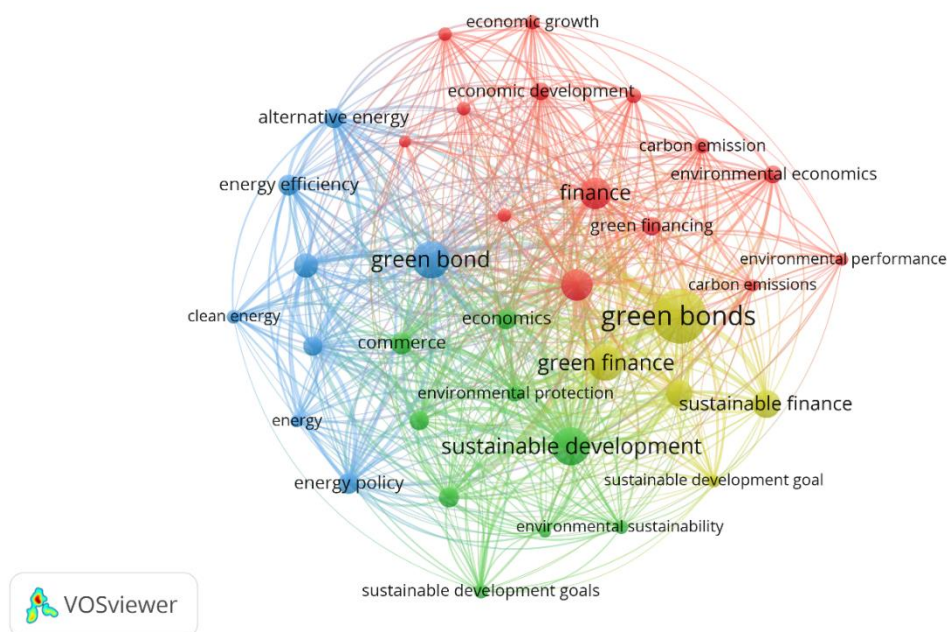 economic growth
economic development
alternative energy
carbon emission
environmental economics
energy efficiency
finance
green financing
green bond
environmental performance
carbon emissions
clean energy
economics
green bonds
commerce
green finance
environmental protection
sustainable finance
energy
sustainable development
energy policy
sustainable development goal
environmental sustainability
sustainable development goals
VOSviewer